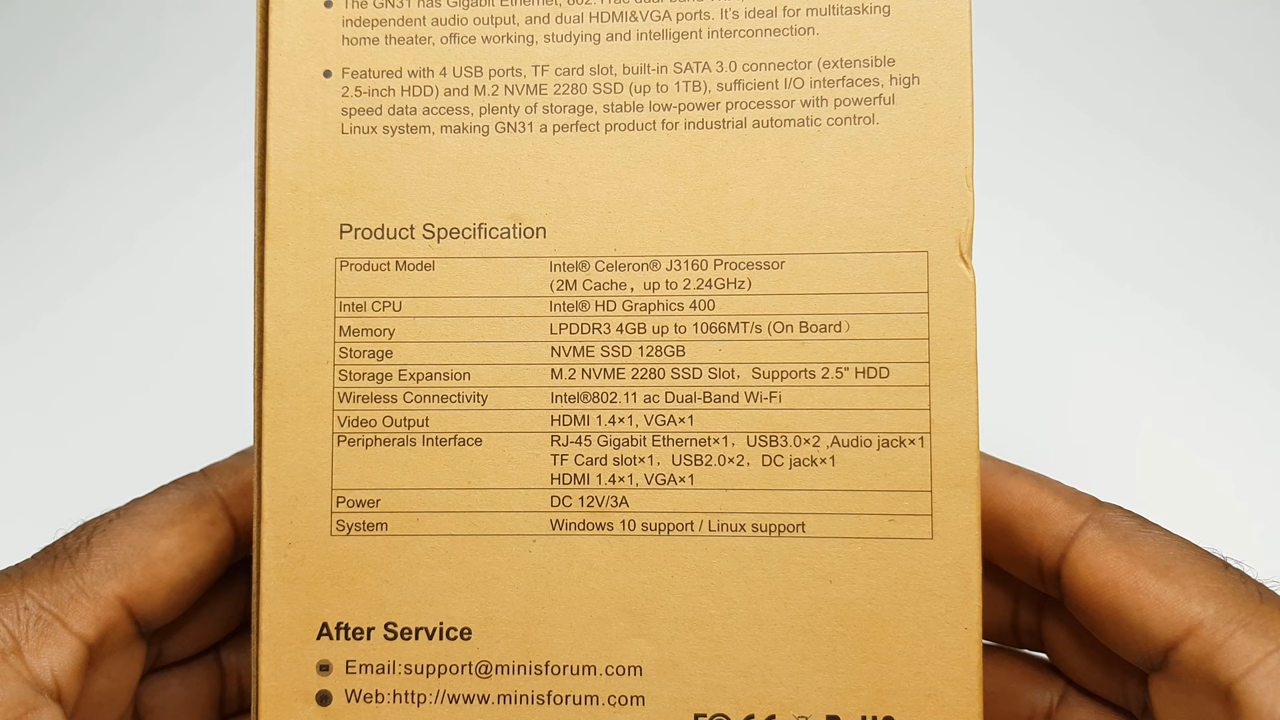 The GN31 has Gigabit Ethernet, 802.11ac dual-band
independent audio output, and dual HDMI&VGA ports. It's ideal for multitasking
home theater, office working, studying and intelligent interconnection.
Featured with 4 USB ports, TF card slot, built-in SATA 3.0 connector (extensible
2.5-inch HDD) and M.2 NVME 2280 SSD (up to 1TB), sufficient I/O interfaces, high
speed data access, plenty of storage, stable low-power processor with powerful
Linux system, making GN31 a perfect product for industrial automatic control.
Product Specification
Product Model Intel® Celeron® J3160 Processor
(2M Cache, up to 2.24GHz)
Intel CPU Intel® HD Graphics 400
Memory LPDDR3 4GB up to 1066MT/s (On Board)
Storage NVME SSD 128GB
Storage Expansion M.2 NVME 2280 SSD Slot, Supports 2.5" HDD
Wireless Connectivity Intel®802.11 ac Dual-Band Wi-Fi
Video Output HDMI 1.4×1, VGA×1
Peripherals Interface RJ-45 Gigabit Ethernet×1, USB3.0×2 ,Audio jack×1
TF Card slot×1, USB2.0×2, DC jack×1
HDMI 1.4×1, VGA×1
Power DC 12V/3A
System Windows 10 support / Linux support
After Service
Email:support@minisforum.com
Web:http://www.minisforum.com